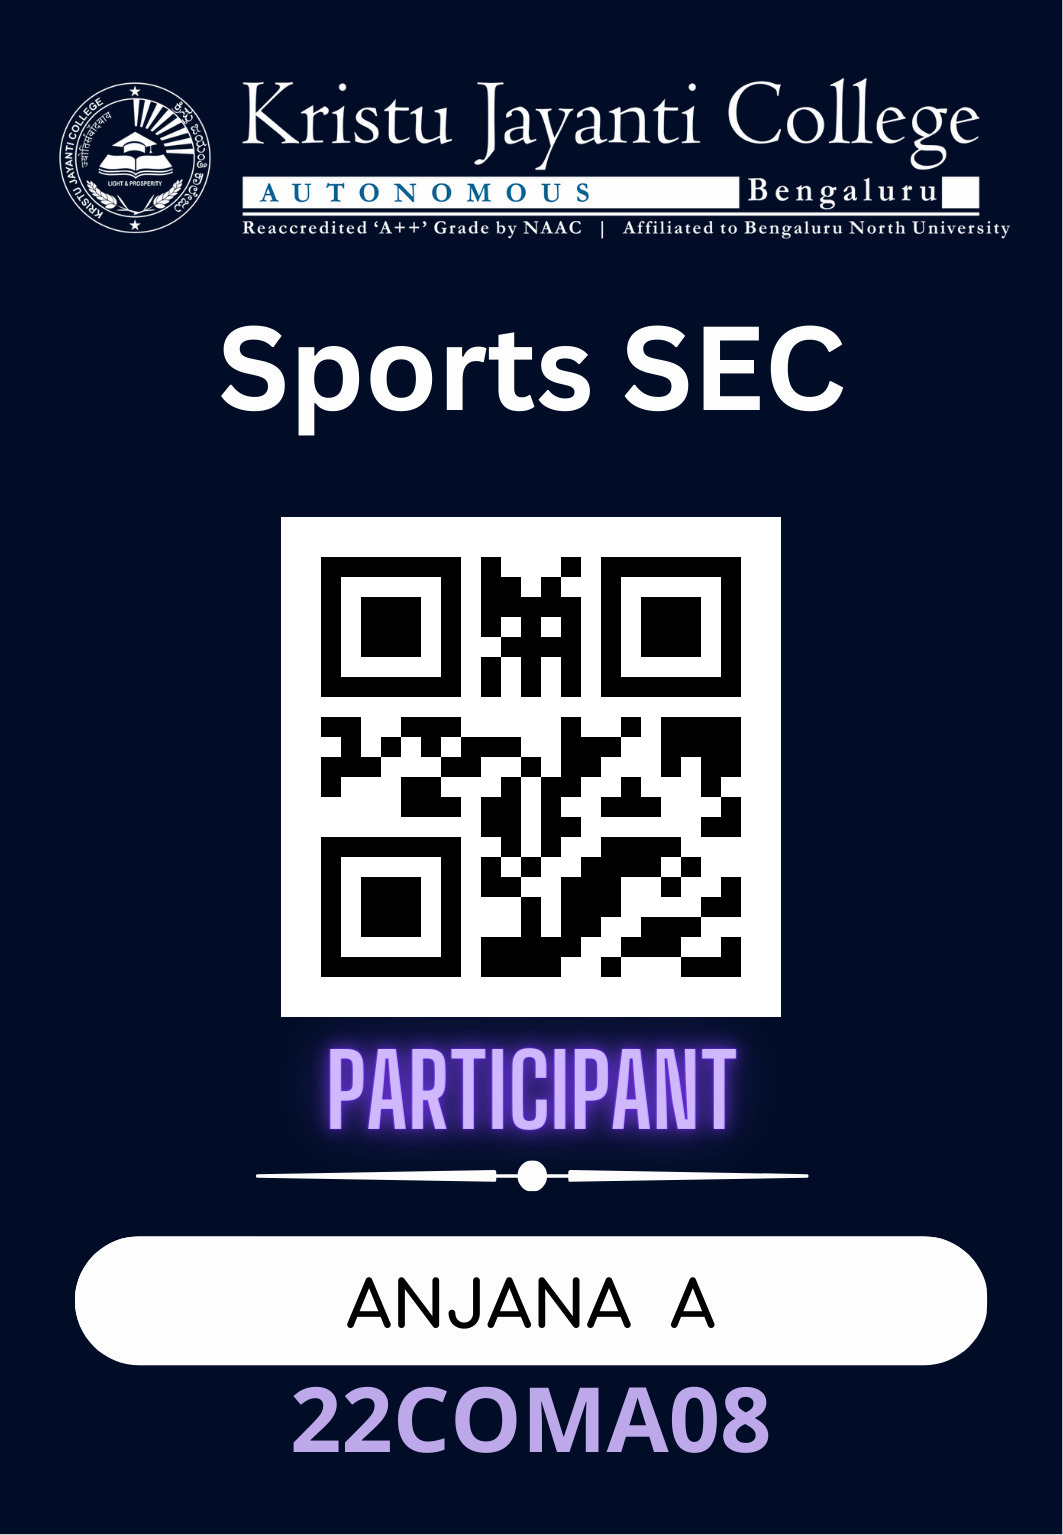 KRISTU JAYANTI COLLEGE
ಕ್ರಿಸ್ತು ಜಯಂತಿ ಕಾಲೇಜು
LIGHT & PROSPERITY
Kristu Jayanti College
AUTONOMOUS Bengaluru
Reaccredited ‘A++’ Grade by NAAC | Affiliated to Bengaluru North University
Sports SEC
PARTICIPANT
ANJANA A
22COMA08